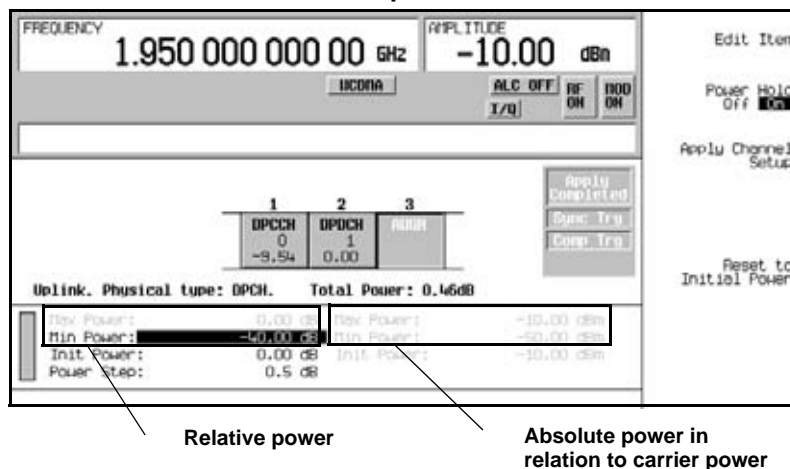 FREQUENCY
1.950 000 000 00 GHz
AMPLITUDE
-10.00 dBm
WCDMA
ALC OFF
I/Q
RF ON
MOD ON
Edit Item
Power Hold
Off On
Apply Channel
Setup
Reset to
Initial Power
Apply
Completed
Sync Trg
Comp Trg
1 2 3
DPCCH DPDCH AWGN
0 1
-9.54 0.00
Uplink. Physical type: DPCH. Total Power: 0.46dB
Max Power: 0.00 dB Max Power: -10.00 dBm
Min Power: -40.00 dB Min Power: -50.00 dBm
Init Power: 0.00 dB Init Power: -10.00 dBm
Power Step: 0.5 dB
Relative power
Absolute power in
relation to carrier power